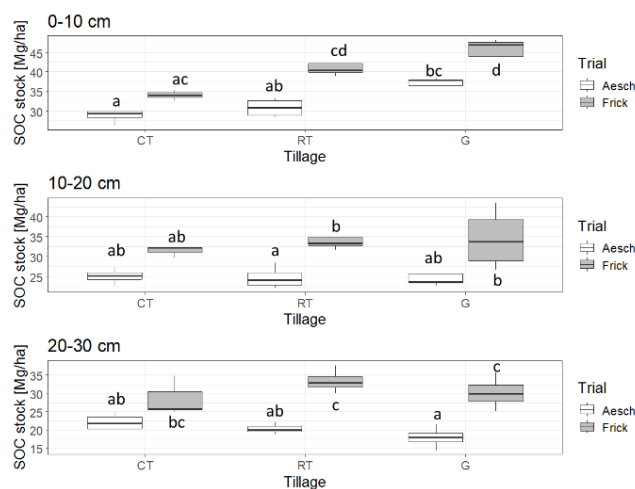 0-10 cm
SOC stock [Mg/ha]
45
40
35
30
a
ac
ab
cd
bc
d
CT
RT
G
Tillage
Trial
Aesch
Frick
10-20 cm
SOC stock [Mg/ha]
40
35
30
25
ab
ab
a
b
ab
b
CT
RT
G
Tillage
Trial
Aesch
Frick
20-30 cm
SOC stock [Mg/ha]
35
30
25
20
15
ab
bc
ab
c
a
c
CT
RT
G
Tillage
Trial
Aesch
Frick